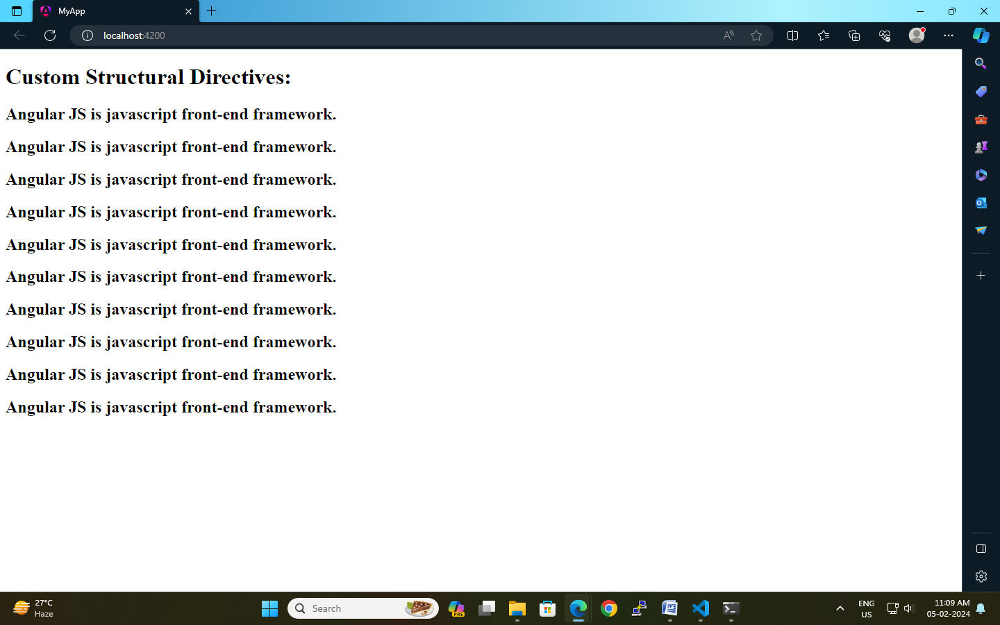 MyApp
localhost:4200
Custom Structural Directives:
Angular JS is javascript front-end framework.
Angular JS is javascript front-end framework.
Angular JS is javascript front-end framework.
Angular JS is javascript front-end framework.
Angular JS is javascript front-end framework.
Angular JS is javascript front-end framework.
Angular JS is javascript front-end framework.
Angular JS is javascript front-end framework.
Angular JS is javascript front-end framework.
Angular JS is javascript front-end framework.
27°C
Haze
Search
PRE
ENG
US
11:09 AM
05-02-2024